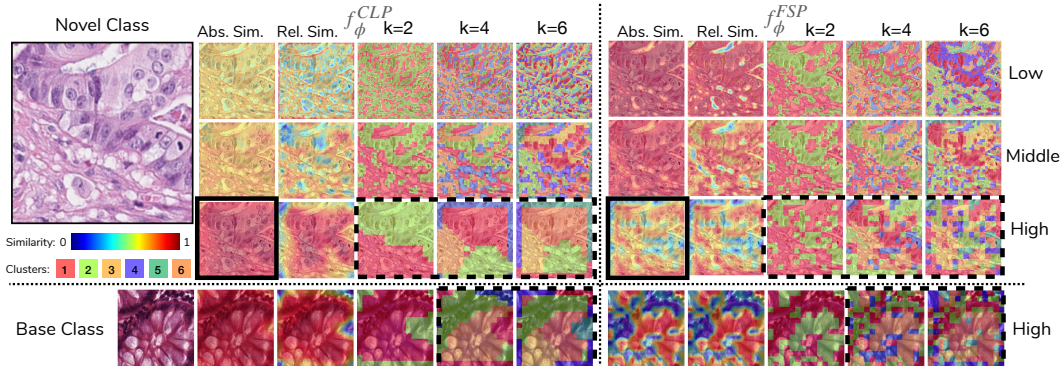 Novel Class
f_ϕ^{CLP}
f_ϕ^{FSP}
Abs. Sim. Rel. Sim. k=2 k=4 k=6
Abs. Sim. Rel. Sim. k=2 k=4 k=6
Low
Middle
High
Similarity: 0 1
Clusters: 1 2 3 4 5 6
Base Class
High